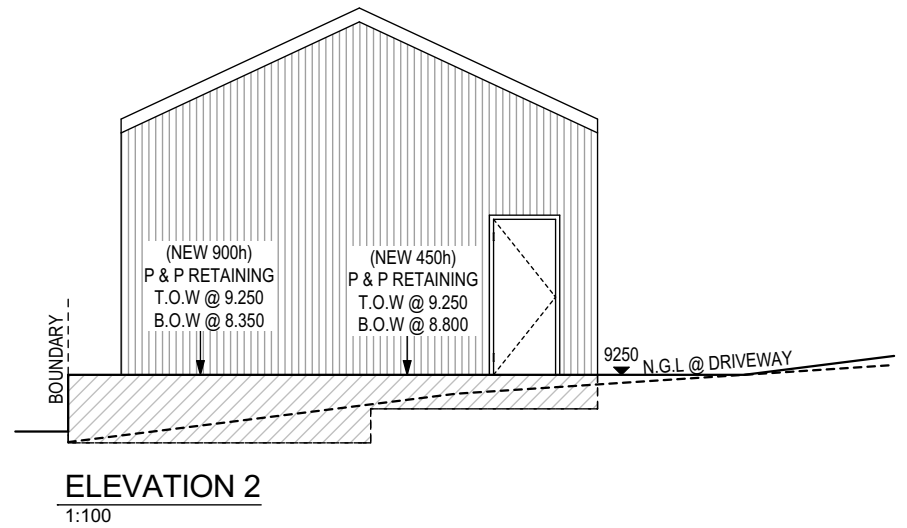 (NEW 900h)
P & P RETAINING
T.O.W @ 9.250
B.O.W @ 8.350
(NEW 450h)
P & P RETAINING
T.O.W @ 9.250
B.O.W @ 8.800
BOUNDARY
9250
N.G.L @ DRIVEWAY
ELEVATION 2
1:100